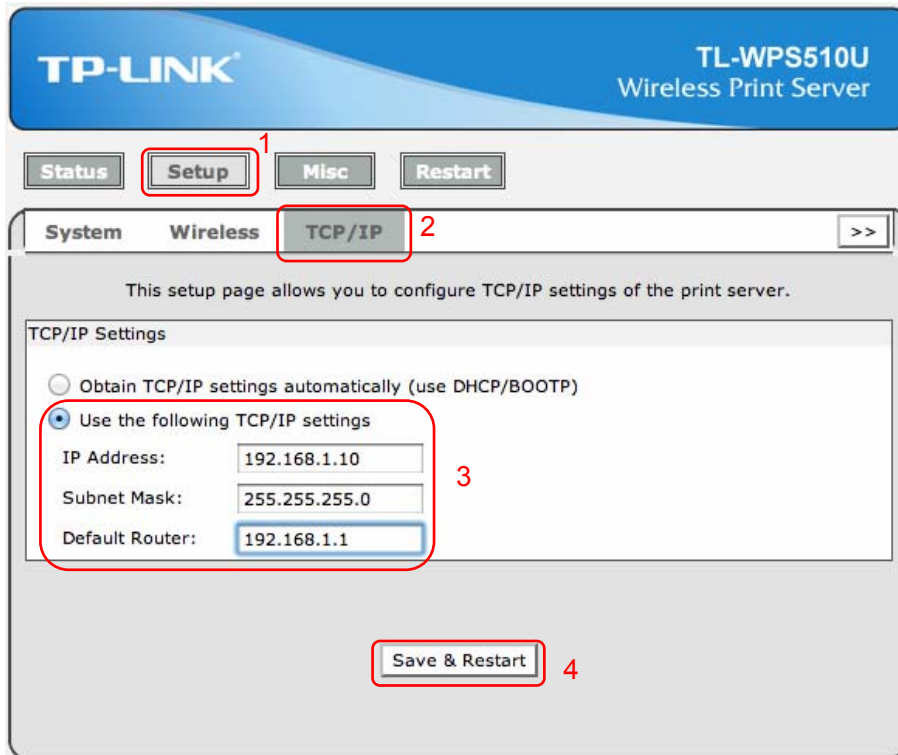 TP-LINK
TL-WPS510U
Wireless Print Server
1
Status Setup Misc Restart
System Wireless TCP/IP 2 >>
This setup page allows you to configure TCP/IP settings of the print server.
TCP/IP Settings
Obtain TCP/IP settings automatically (use DHCP/BOOTP)
Use the following TCP/IP settings
IP Address: 192.168.1.10
3
Subnet Mask: 255.255.255.0
Default Router: 192.168.1.1
Save & Restart 4